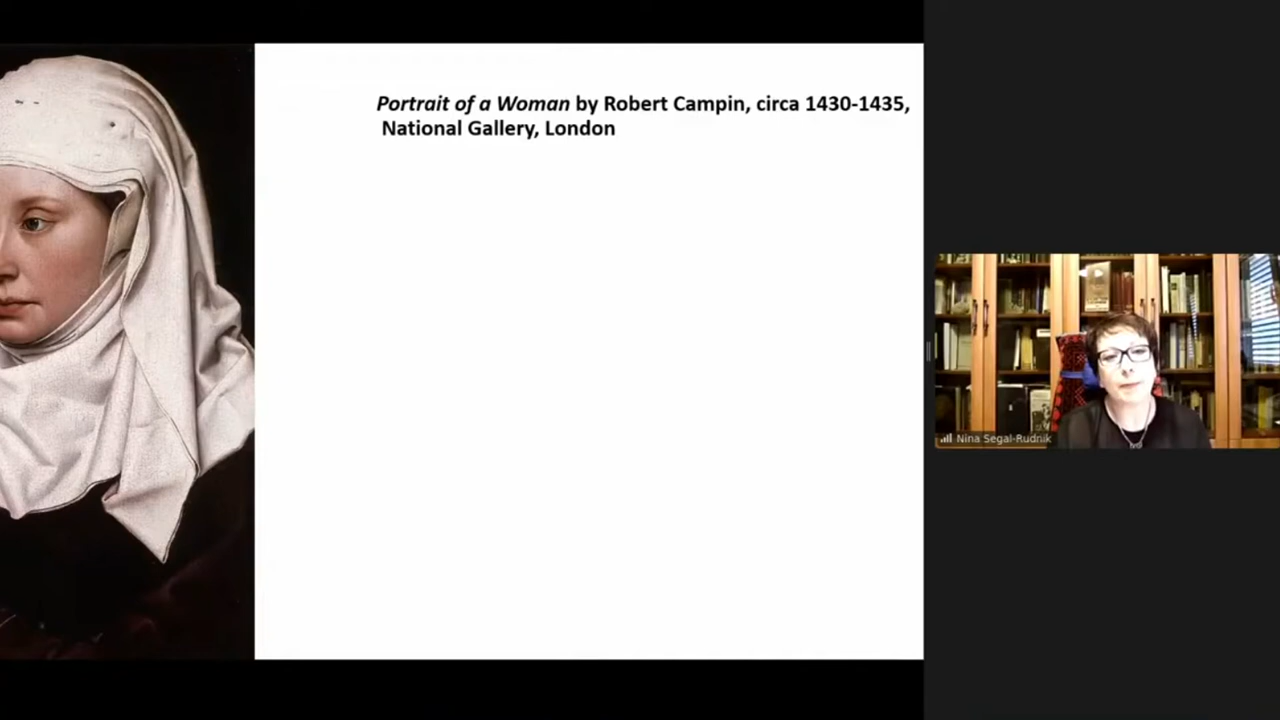 Portrait of a Woman by Robert Campin, circa 1430-1435,
National Gallery, London
Nina Segal-Rudnik